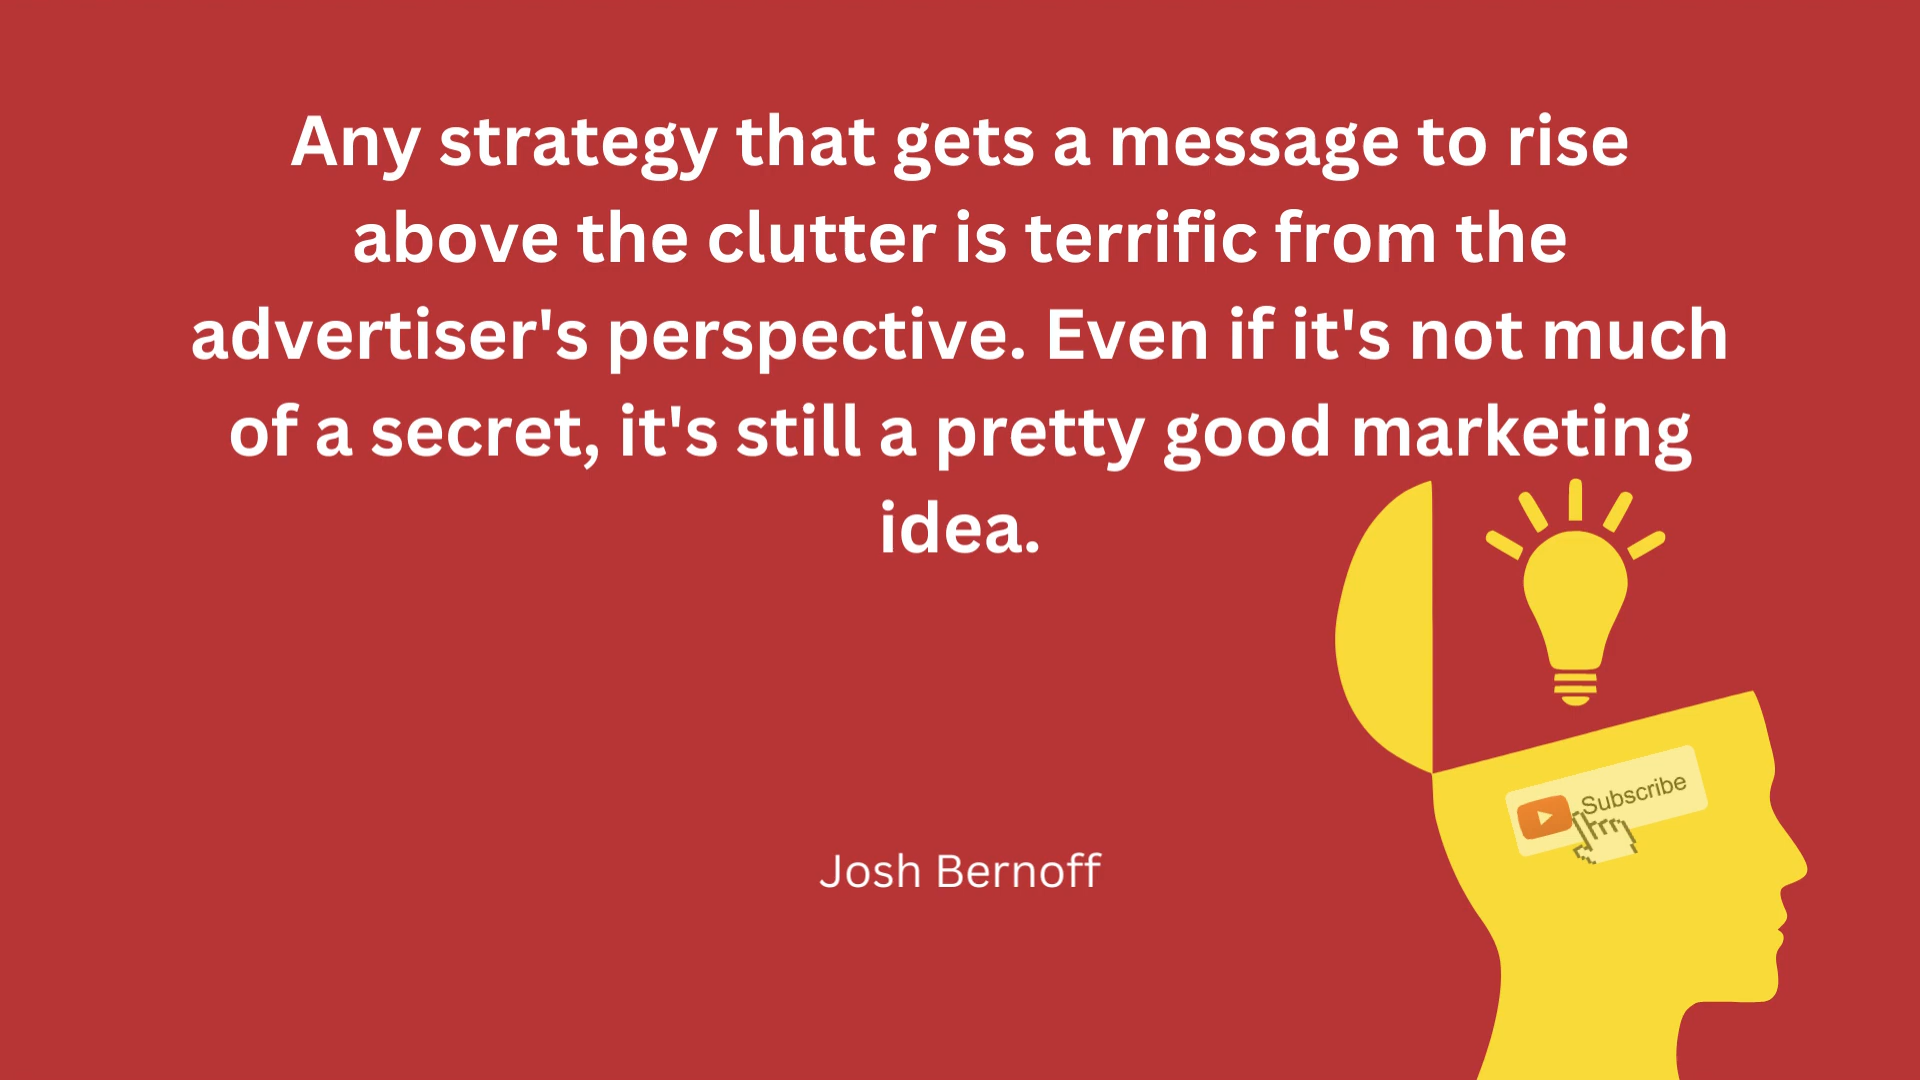 Any strategy that gets a message to rise
above the clutter is terrific from the
advertiser's perspective. Even if it's not much
of a secret, it's still a pretty good marketing
idea.
Subscribe
Josh Bernoff